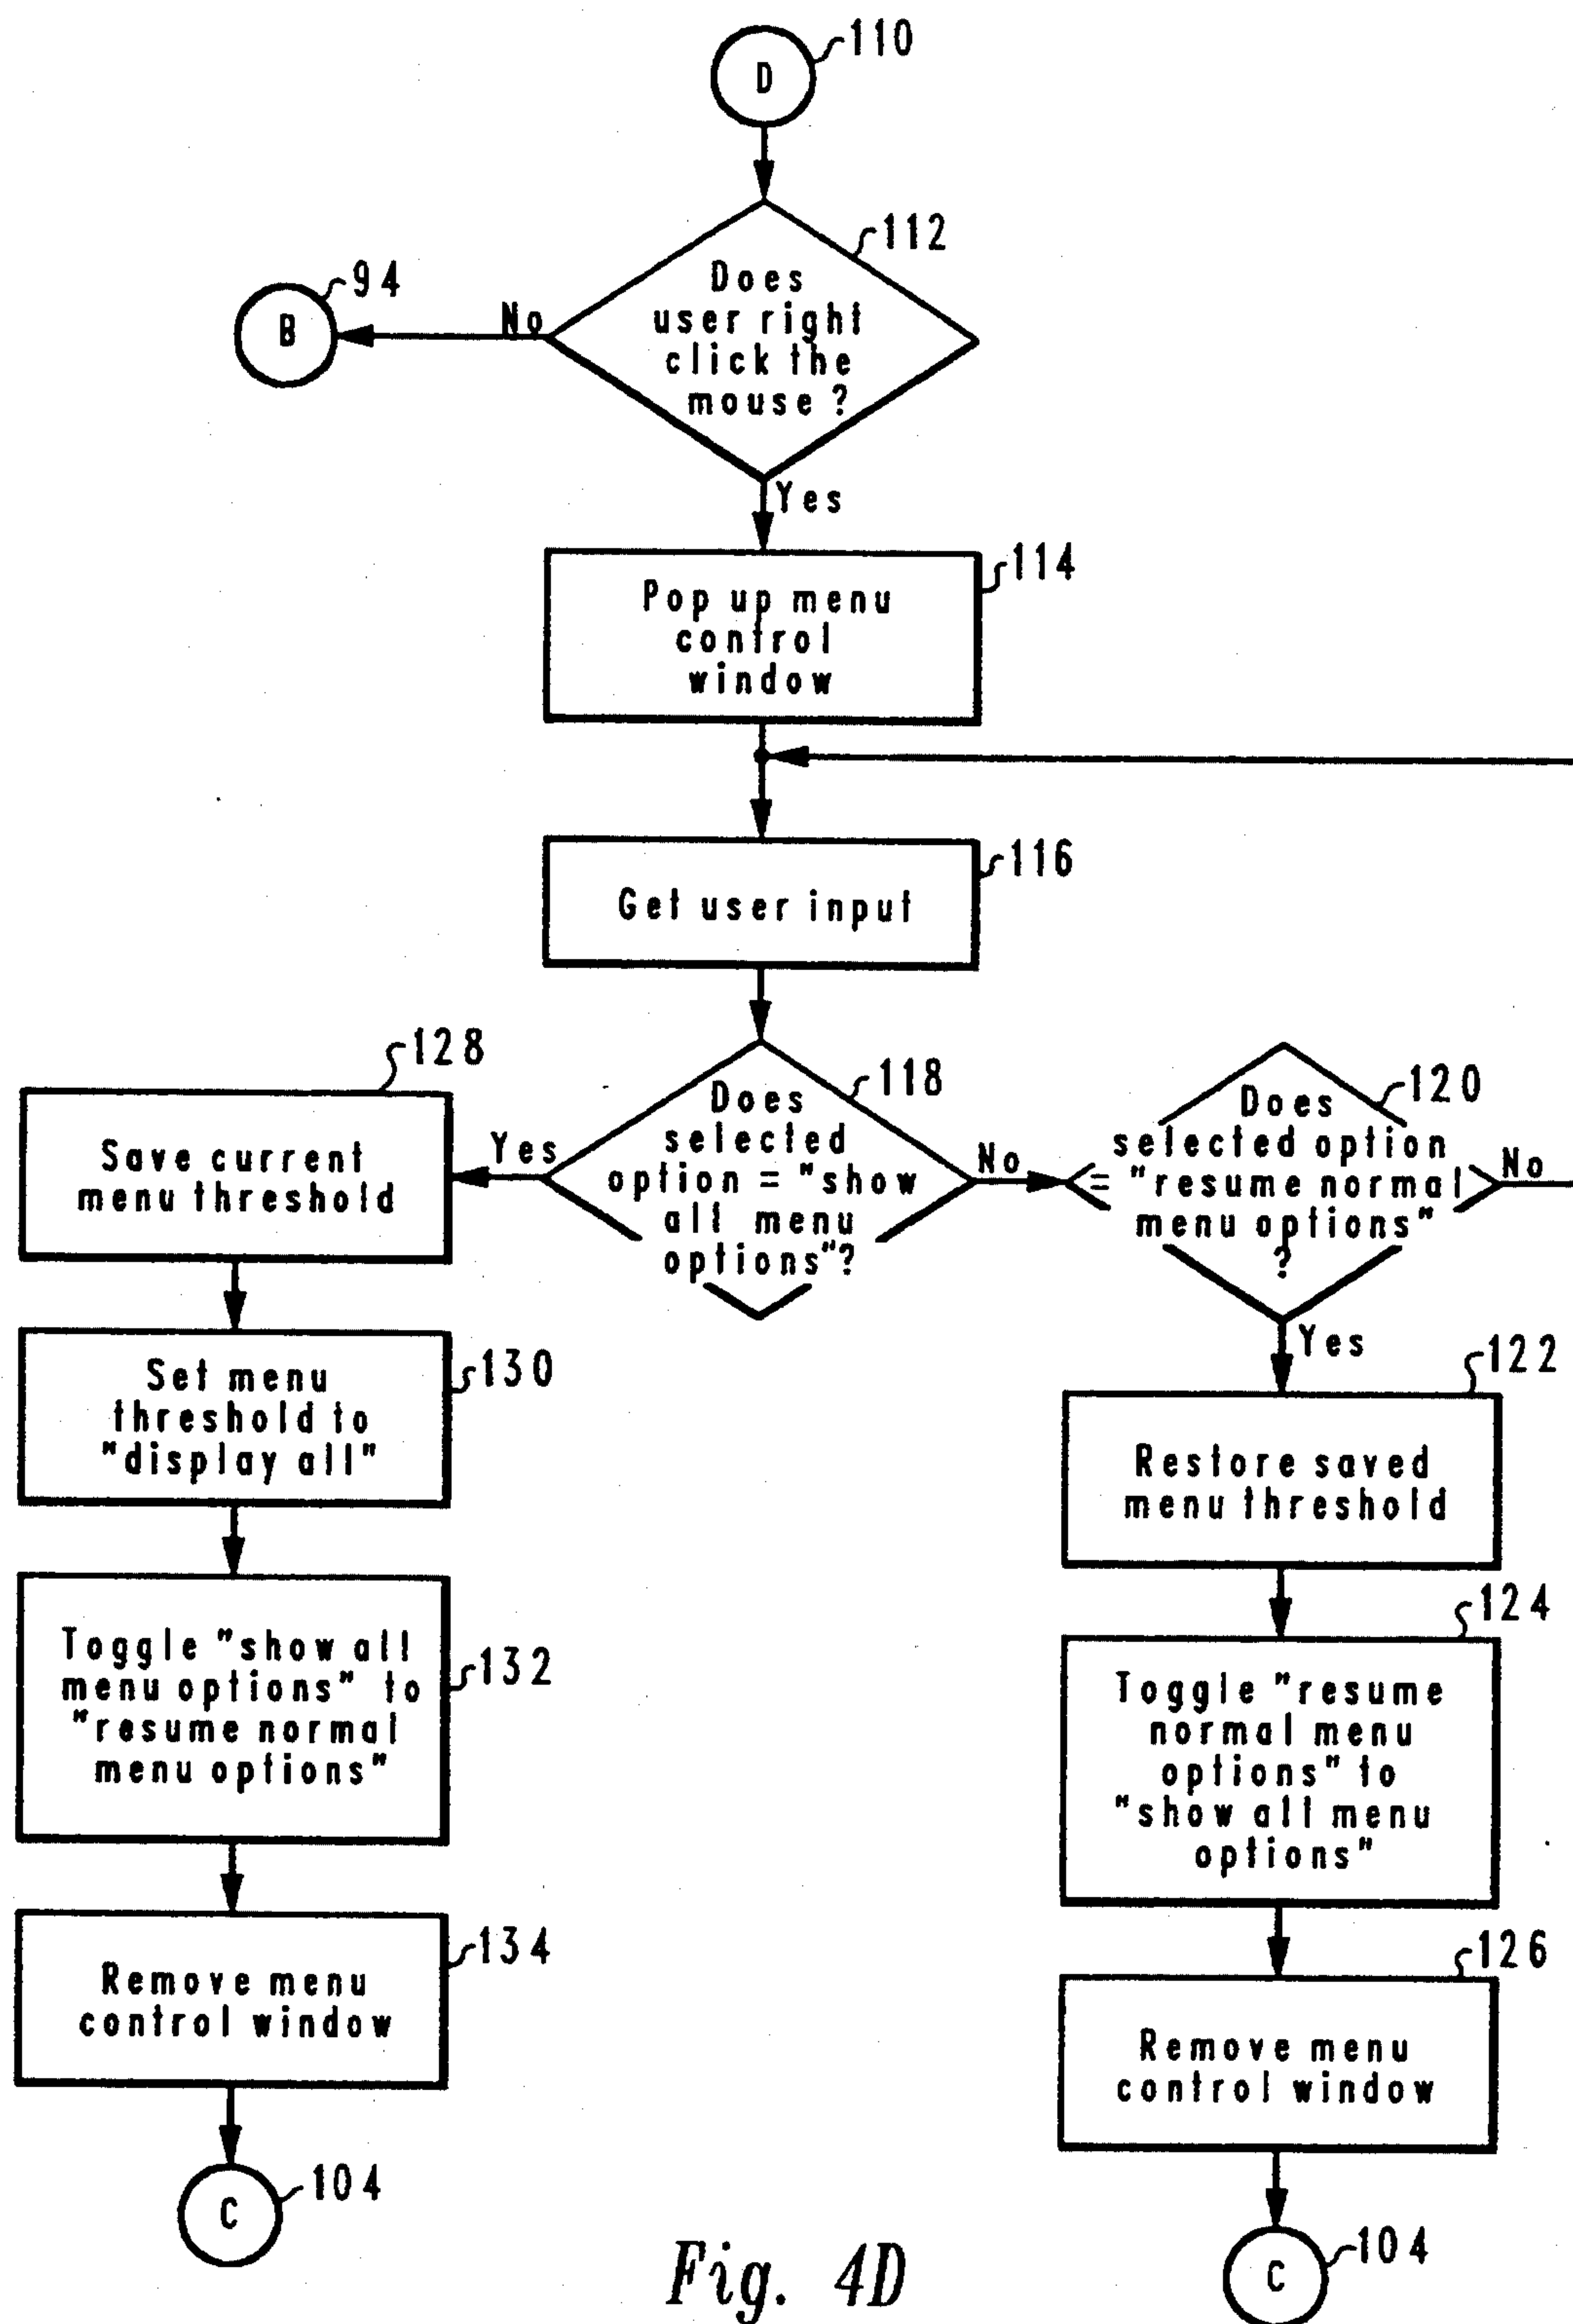 110
D
112
Does
user right
click the
mouse ?
94
B
No
Yes
114
Pop up menu
control
window
116
Get user input
118
Does
selected
option = "show
all menu
options"?
Yes
No
128
Save current
menu threshold
130
Set menu
threshold to
"display all"
132
Toggle "show all
menu options" to
"resume normal
menu options"
134
Remove menu
control window
104
C
120
Does
selected option
= "resume normal
menu options"
?
No
Yes
122
Restore saved
menu threshold
124
Toggle "resume
normal menu
options" to
"show all menu
options"
126
Remove menu
control window
104
C
Fig. 4D